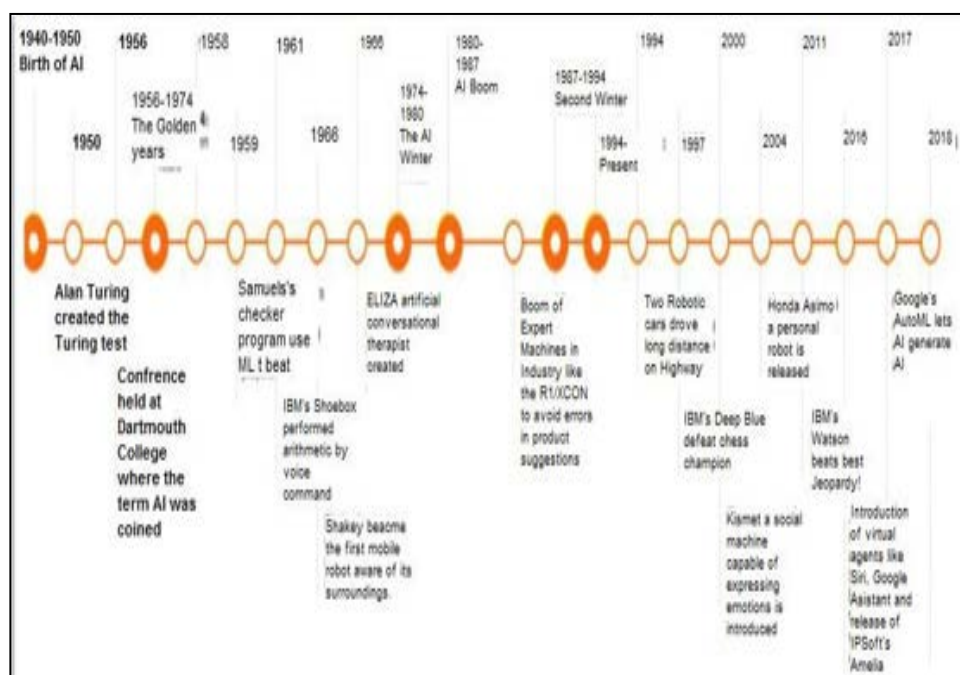 1940-1950
Birth of AI
1956
1958
1961
1966
1980-
1987
AI Boom
1994
2000
2011
2017
1956-1974
The Golden
years
1974-
1980
The AI
Winter
1987-1994
Second Winter
1950
1959
1966
1994-
Present
1997
2004
2016
2018
Alan Turing
created the
Turing test
Samuels's
checker
program use
ML t beat
ELIZA artificial
conversational
therapist
created
Boom of
Expert
Machines in
Industry like
the R1/XCON
to avoid errors
in product
suggestions
Two Robotic
cars drove
long distance
on Highway
Honda Asimo
a personal
robot is
released
Google's
AutoML lets
AI generate
AI
Confrence
held at
Dartmouth
College
where the
term AI was
coined
IBM's Shoebox
performed
arithmetic by
voice
command
IBM's Deep Blue
defeat chess
champion
IBM's
Watson
beats best
Jeopardy!
Shakey beacme
the first mobile
robot aware of its
surroundings.
Kismet a social
machine
capable of
expressing
emotions is
introduced
Introduction
of virtual
agents like
Siri, Google
Asistant and
release of
IPSoft's
Amelia